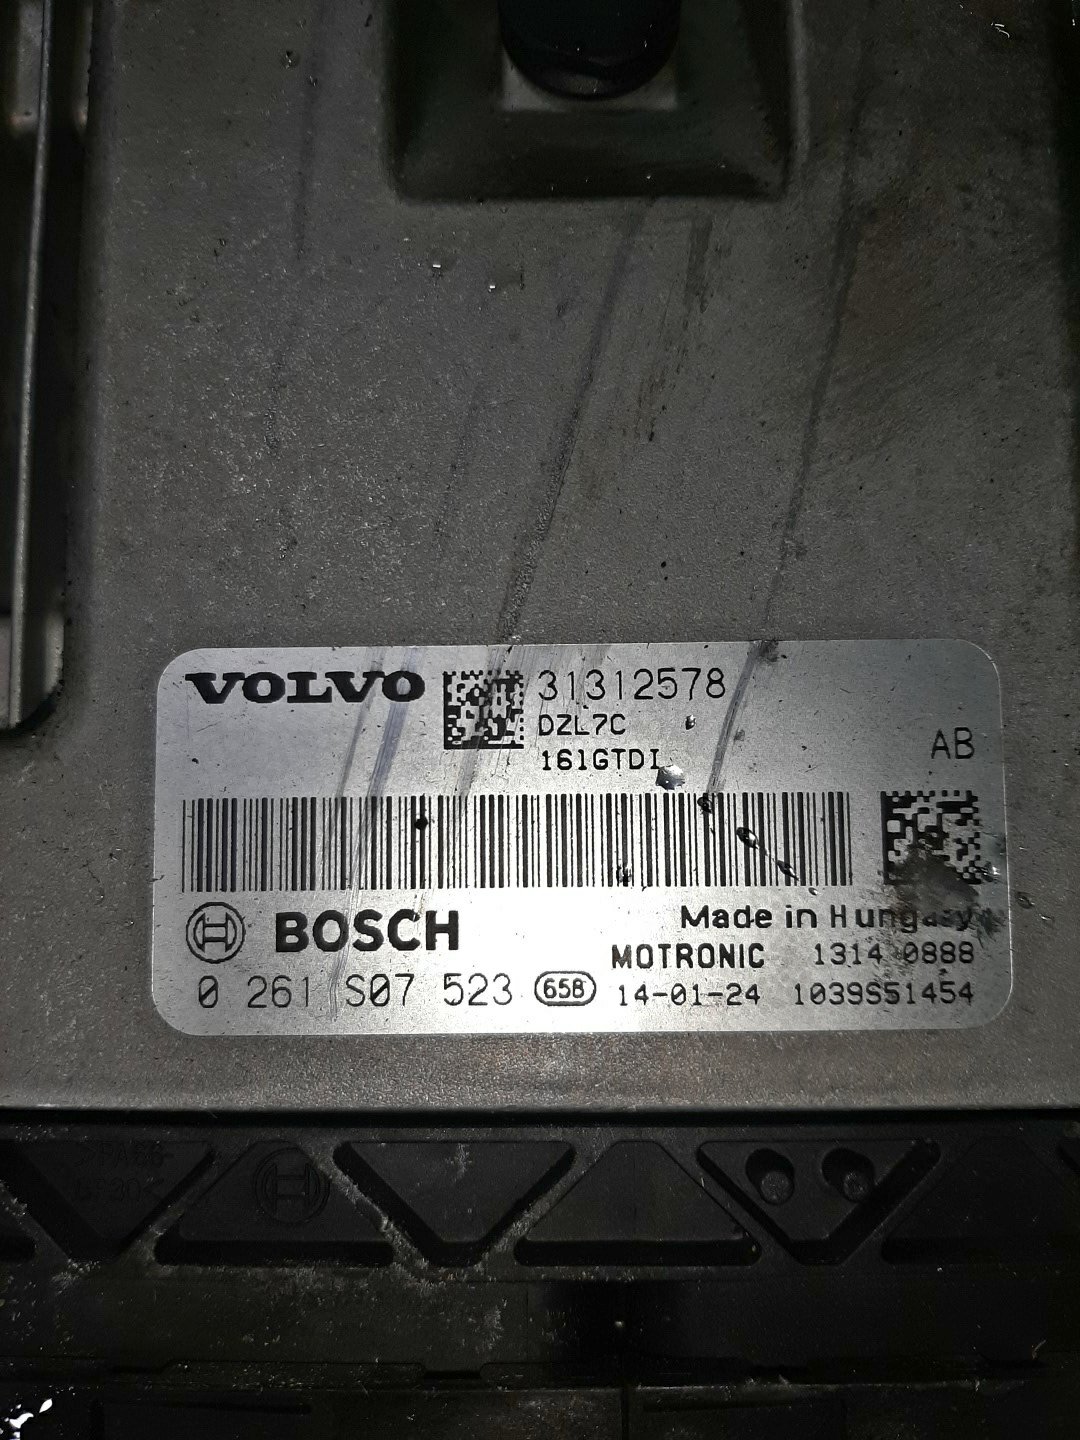 VOLVO 31312578
DZL7C
161GTDI
AB
BOSCH Made in Hungary
MOTRONIC 1314 0888
0 261 S07 523 65B 14-01-24 1039S51454